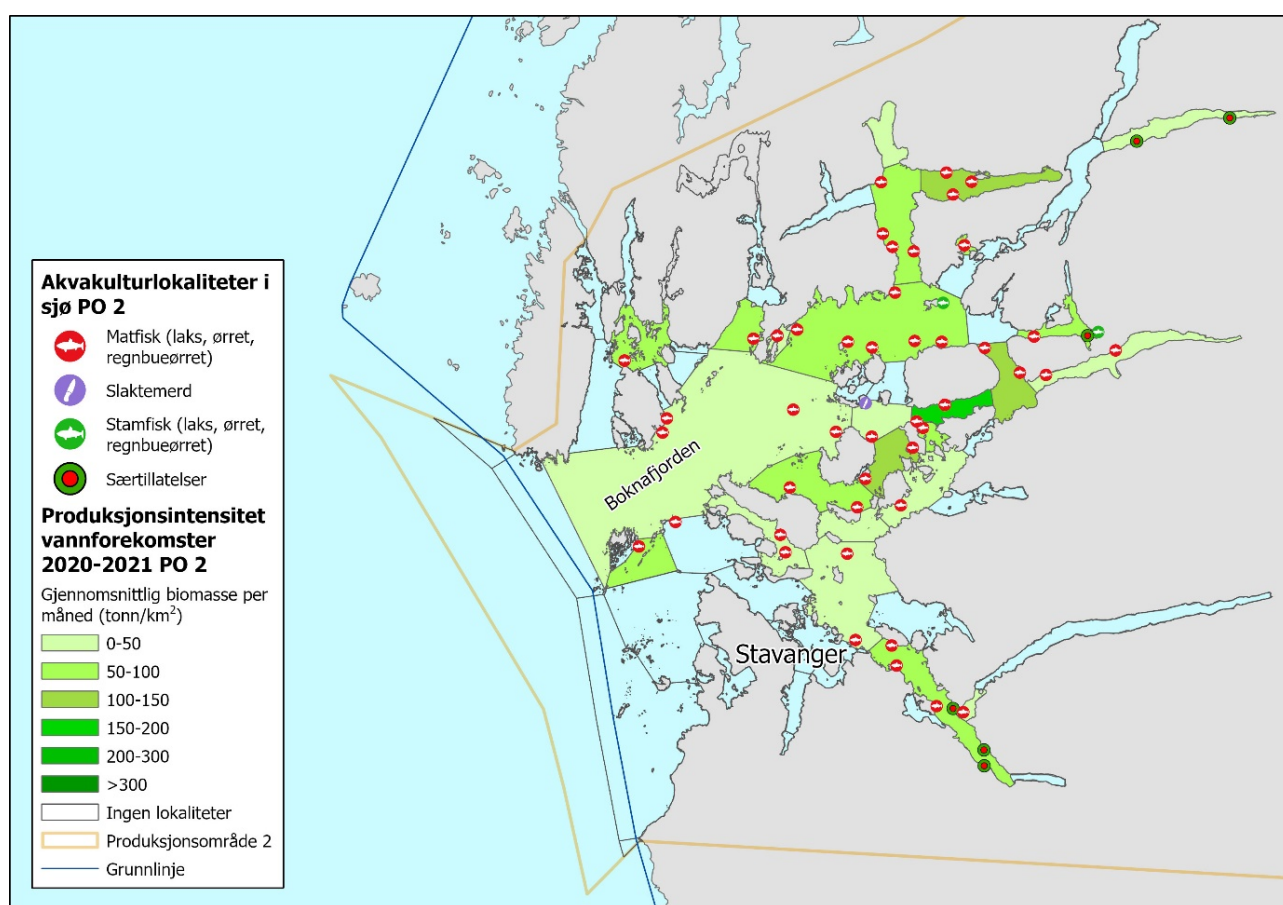 Akvakulturlokaliteter i
sjø PO 2
Matfisk (laks, ørret,
regnbueørret)
Slaktemerd
Stamfisk (laks, ørret,
regnbueørret)
Særtillatelser
Produksjonsintensitet
vannforekomster
2020-2021 PO 2
Gjennomsnittlig biomasse per
måned (tonn/km²)
0-50
50-100
100-150
150-200
200-300
>300
Ingen lokaliteter
Produksjonsområde 2
Grunnlinje
Boknafjorden
Stavanger